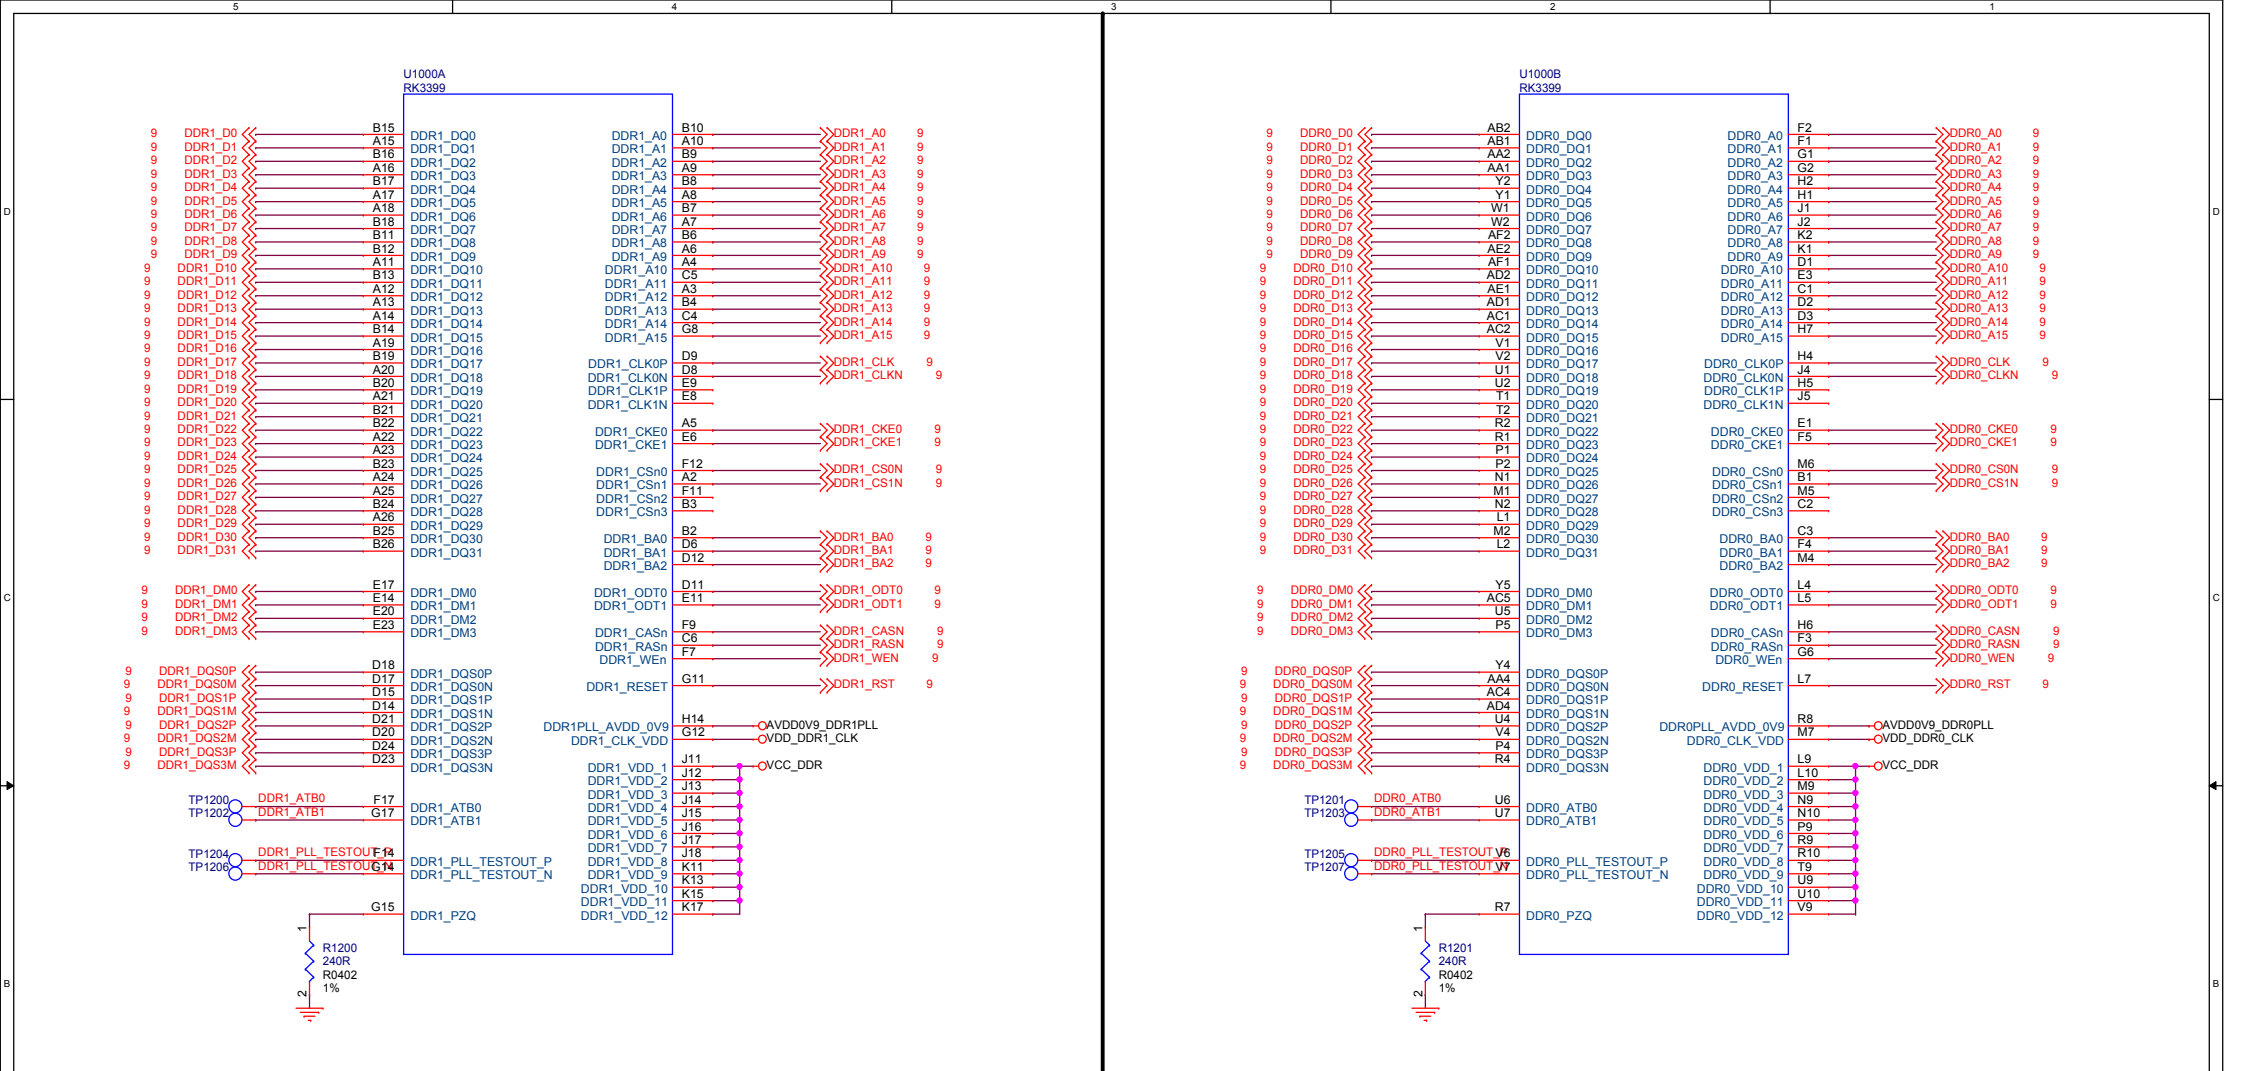 5 4 3 2 1
U1000A
RK3399
9 DDR1_D0 B15 DDR1_DQ0 DDR1_A0 B10 DDR1_A0 9
9 DDR1_D1 A15 DDR1_DQ1 DDR1_A1 A10 DDR1_A1 9
9 DDR1_D2 B16 DDR1_DQ2 DDR1_A2 B9 DDR1_A2 9
9 DDR1_D3 A16 DDR1_DQ3 DDR1_A3 A9 DDR1_A3 9
9 DDR1_D4 B17 DDR1_DQ4 DDR1_A4 B8 DDR1_A4 9
9 DDR1_D5 A17 DDR1_DQ5 DDR1_A5 A8 DDR1_A5 9
9 DDR1_D6 A18 DDR1_DQ6 DDR1_A6 B7 DDR1_A6 9
9 DDR1_D7 B18 DDR1_DQ7 DDR1_A7 A7 DDR1_A7 9
9 DDR1_D8 B11 DDR1_DQ8 DDR1_A8 B6 DDR1_A8 9
9 DDR1_D9 B12 DDR1_DQ9 DDR1_A9 A6 DDR1_A9 9
9 DDR1_D10 A11 DDR1_DQ10 DDR1_A10 A4 DDR1_A10 9
9 DDR1_D11 B13 DDR1_DQ11 DDR1_A11 C5 DDR1_A11 9
9 DDR1_D12 A12 DDR1_DQ12 DDR1_A12 A3 DDR1_A12 9
9 DDR1_D13 A13 DDR1_DQ13 DDR1_A13 B4 DDR1_A13 9
9 DDR1_D14 A14 DDR1_DQ14 DDR1_A14 C4 DDR1_A14 9
9 DDR1_D15 B14 DDR1_DQ15 DDR1_A15 G8 DDR1_A15 9
9 DDR1_D16 A19 DDR1_DQ16
9 DDR1_D17 B19 DDR1_DQ17 DDR1_CLK0P D9 DDR1_CLK 9
9 DDR1_D18 A20 DDR1_DQ18 DDR1_CLK0N D8 DDR1_CLKN 9
9 DDR1_D19 B20 DDR1_DQ19 DDR1_CLK1P E9
9 DDR1_D20 A21 DDR1_DQ20 DDR1_CLK1N E8
9 DDR1_D21 B21 DDR1_DQ21
9 DDR1_D22 B22 DDR1_DQ22 DDR1_CKE0 A5 DDR1_CKE0 9
9 DDR1_D23 A22 DDR1_DQ23 DDR1_CKE1 E6 DDR1_CKE1 9
9 DDR1_D24 A23 DDR1_DQ24
9 DDR1_D25 B23 DDR1_DQ25 DDR1_CSn0 F12 DDR1_CS0N 9
9 DDR1_D26 A24 DDR1_DQ26 DDR1_CSn1 A2 DDR1_CS1N 9
9 DDR1_D27 A25 DDR1_DQ27 DDR1_CSn2 F11
9 DDR1_D28 B24 DDR1_DQ28 DDR1_CSn3 B3
9 DDR1_D29 A26 DDR1_DQ29
9 DDR1_D30 B25 DDR1_DQ30 DDR1_BA0 B2 DDR1_BA0 9
9 DDR1_D31 B26 DDR1_DQ31 DDR1_BA1 D6 DDR1_BA1 9
DDR1_BA2 D12 DDR1_BA2 9
9 DDR1_DM0 E17 DDR1_DM0 DDR1_ODT0 D11 DDR1_ODT0 9
9 DDR1_DM1 E14 DDR1_DM1 DDR1_ODT1 E11 DDR1_ODT1 9
9 DDR1_DM2 E20 DDR1_DM2
9 DDR1_DM3 E23 DDR1_DM3 DDR1_CASn F9 DDR1_CASN 9
DDR1_RASn C6 DDR1_RASN 9
DDR1_WEn F7 DDR1_WEN 9
9 DDR1_DQS0P D18 DDR1_DQS0P
9 DDR1_DQS0M D17 DDR1_DQS0N DDR1_RESET G11 DDR1_RST 9
9 DDR1_DQS1P D15 DDR1_DQS1P
9 DDR1_DQS1M D14 DDR1_DQS1N
9 DDR1_DQS2P D21 DDR1_DQS2P DDR1PLL_AVDD_0V9 H14 AVDD0V9_DDR1PLL
9 DDR1_DQS2M D20 DDR1_DQS2N DDR1_CLK_VDD G12 VDD_DDR1_CLK
9 DDR1_DQS3P D24 DDR1_DQS3P
9 DDR1_DQS3M D23 DDR1_DQS3N DDR1_VDD_1 J11 VCC_DDR
DDR1_VDD_2 J12
DDR1_VDD_3 J13
TP1200 DDR1_ATB0 F17 DDR1_ATB0 DDR1_VDD_4 J14
TP1202 DDR1_ATB1 G17 DDR1_ATB1 DDR1_VDD_5 J15
DDR1_VDD_6 J16
DDR1_VDD_7 J17
TP1204 DDR1_PLL_TESTOUT_P F14 DDR1_PLL_TESTOUT_P DDR1_VDD_8 J18
TP1206 DDR1_PLL_TESTOUT_N G14 DDR1_PLL_TESTOUT_N DDR1_VDD_9 K11
DDR1_VDD_10 K13
DDR1_VDD_11 K15
G15 DDR1_PZQ DDR1_VDD_12 K17
1
R1200
240R
R0402
1%
2
U1000B
RK3399
9 DDR0_D0 AB2 DDR0_DQ0 DDR0_A0 F2 DDR0_A0 9
9 DDR0_D1 AB1 DDR0_DQ1 DDR0_A1 F1 DDR0_A1 9
9 DDR0_D2 AA2 DDR0_DQ2 DDR0_A2 G1 DDR0_A2 9
9 DDR0_D3 AA1 DDR0_DQ3 DDR0_A3 G2 DDR0_A3 9
9 DDR0_D4 Y2 DDR0_DQ4 DDR0_A4 H2 DDR0_A4 9
9 DDR0_D5 Y1 DDR0_DQ5 DDR0_A5 H1 DDR0_A5 9
9 DDR0_D6 W1 DDR0_DQ6 DDR0_A6 J1 DDR0_A6 9
9 DDR0_D7 W2 DDR0_DQ7 DDR0_A7 J2 DDR0_A7 9
9 DDR0_D8 AF2 DDR0_DQ8 DDR0_A8 K2 DDR0_A8 9
9 DDR0_D9 AE2 DDR0_DQ9 DDR0_A9 K1 DDR0_A9 9
9 DDR0_D10 AF1 DDR0_DQ10 DDR0_A10 D1 DDR0_A10 9
9 DDR0_D11 AD2 DDR0_DQ11 DDR0_A11 E3 DDR0_A11 9
9 DDR0_D12 AE1 DDR0_DQ12 DDR0_A12 C1 DDR0_A12 9
9 DDR0_D13 AD1 DDR0_DQ13 DDR0_A13 D2 DDR0_A13 9
9 DDR0_D14 AC1 DDR0_DQ14 DDR0_A14 D3 DDR0_A14 9
9 DDR0_D15 AC2 DDR0_DQ15 DDR0_A15 H7 DDR0_A15 9
9 DDR0_D16 V1 DDR0_DQ16
9 DDR0_D17 V2 DDR0_DQ17 DDR0_CLK0P H4 DDR0_CLK 9
9 DDR0_D18 U1 DDR0_DQ18 DDR0_CLK0N J4 DDR0_CLKN 9
9 DDR0_D19 U2 DDR0_DQ19 DDR0_CLK1P H5
9 DDR0_D20 T1 DDR0_DQ20 DDR0_CLK1N J5
9 DDR0_D21 T2 DDR0_DQ21
9 DDR0_D22 R2 DDR0_DQ22 DDR0_CKE0 E1 DDR0_CKE0 9
9 DDR0_D23 R1 DDR0_DQ23 DDR0_CKE1 F5 DDR0_CKE1 9
9 DDR0_D24 P1 DDR0_DQ24
9 DDR0_D25 P2 DDR0_DQ25 DDR0_CSn0 M6 DDR0_CS0N 9
9 DDR0_D26 N1 DDR0_DQ26 DDR0_CSn1 B1 DDR0_CS1N 9
9 DDR0_D27 M1 DDR0_DQ27 DDR0_CSn2 M5
9 DDR0_D28 N2 DDR0_DQ28 DDR0_CSn3 C2
9 DDR0_D29 L1 DDR0_DQ29
9 DDR0_D30 M2 DDR0_DQ30 DDR0_BA0 C3 DDR0_BA0 9
9 DDR0_D31 L2 DDR0_DQ31 DDR0_BA1 F4 DDR0_BA1 9
DDR0_BA2 M4 DDR0_BA2 9
9 DDR0_DM0 Y5 DDR0_DM0 DDR0_ODT0 L4 DDR0_ODT0 9
9 DDR0_DM1 AC5 DDR0_DM1 DDR0_ODT1 L5 DDR0_ODT1 9
9 DDR0_DM2 U5 DDR0_DM2
9 DDR0_DM3 P5 DDR0_DM3 DDR0_CASn H6 DDR0_CASN 9
DDR0_RASn F3 DDR0_RASN 9
DDR0_WEn G6 DDR0_WEN 9
9 DDR0_DQS0P Y4 DDR0_DQS0P
9 DDR0_DQS0M AA4 DDR0_DQS0N DDR0_RESET L7 DDR0_RST 9
9 DDR0_DQS1P AC4 DDR0_DQS1P
9 DDR0_DQS1M AD4 DDR0_DQS1N
9 DDR0_DQS2P U4 DDR0_DQS2P DDR0PLL_AVDD_0V9 R8 AVDD0V9_DDR0PLL
9 DDR0_DQS2M V4 DDR0_DQS2N DDR0_CLK_VDD M7 VDD_DDR0_CLK
9 DDR0_DQS3P P4 DDR0_DQS3P
9 DDR0_DQS3M R4 DDR0_DQS3N DDR0_VDD_1 L9 VCC_DDR
DDR0_VDD_2 L10
DDR0_VDD_3 M9
TP1201 DDR0_ATB0 U6 DDR0_ATB0 DDR0_VDD_4 N9
TP1203 DDR0_ATB1 U7 DDR0_ATB1 DDR0_VDD_5 N10
DDR0_VDD_6 P9
DDR0_VDD_7 R9
TP1205 DDR0_PLL_TESTOUT_P V6 DDR0_PLL_TESTOUT_P DDR0_VDD_8 R10
TP1207 DDR0_PLL_TESTOUT_N V7 DDR0_PLL_TESTOUT_N DDR0_VDD_9 T9
DDR0_VDD_10 U9
DDR0_VDD_11 U10
R7 DDR0_PZQ DDR0_VDD_12 V9
1
R1201
240R
R0402
1%
2
D D
C C
B B